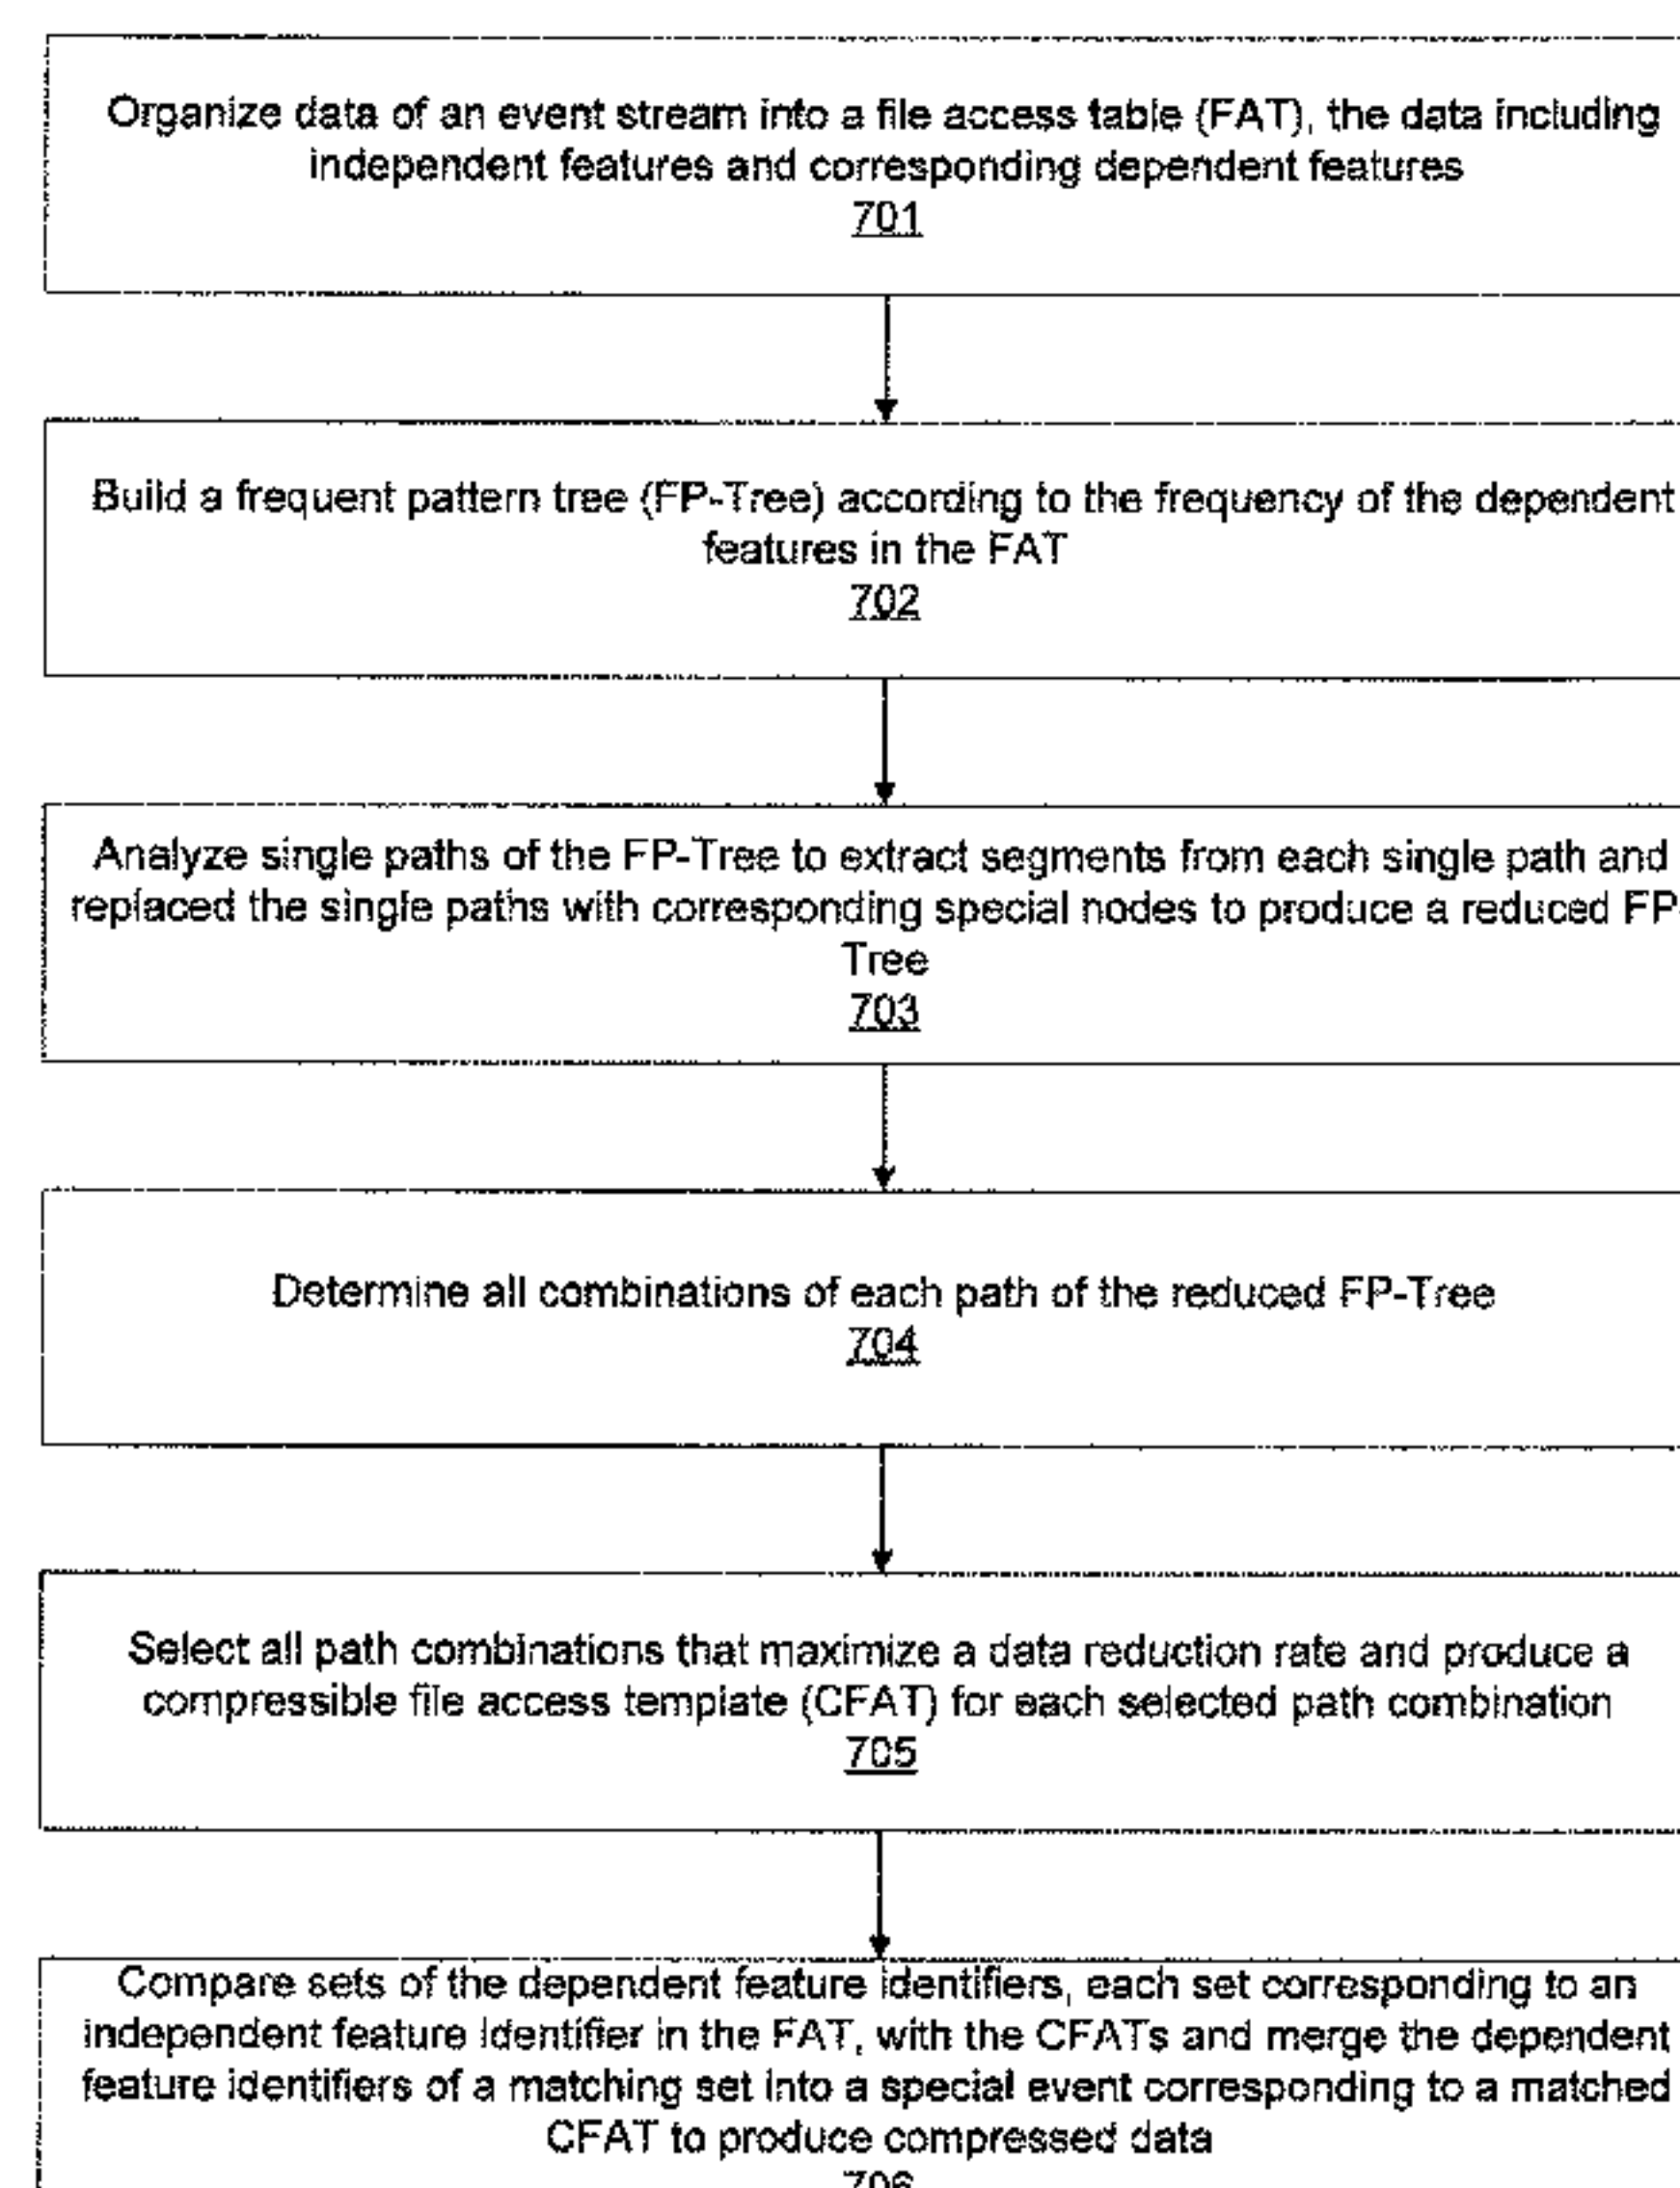 Organize data of an event stream into a file access table (FAT), the data including
independent features and corresponding dependent features
701
Build a frequent pattern tree (FP-Tree) according to the frequency of the dependent
features in the FAT
702
Analyze single paths of the FP-Tree to extract segments from each single path and
replaced the single paths with corresponding special nodes to produce a reduced FP-
Tree
703
Determine all combinations of each path of the reduced FP-Tree
704
Select all path combinations that maximize a data reduction rate and produce a
compressible file access template (CFAT) for each selected path combination
705
Compare sets of the dependent feature identifiers, each set corresponding to an
independent feature identifier in the FAT, with the CFATs and merge the dependent
feature identifiers of a matching set into a special event corresponding to a matched
CFAT to produce compressed data
706